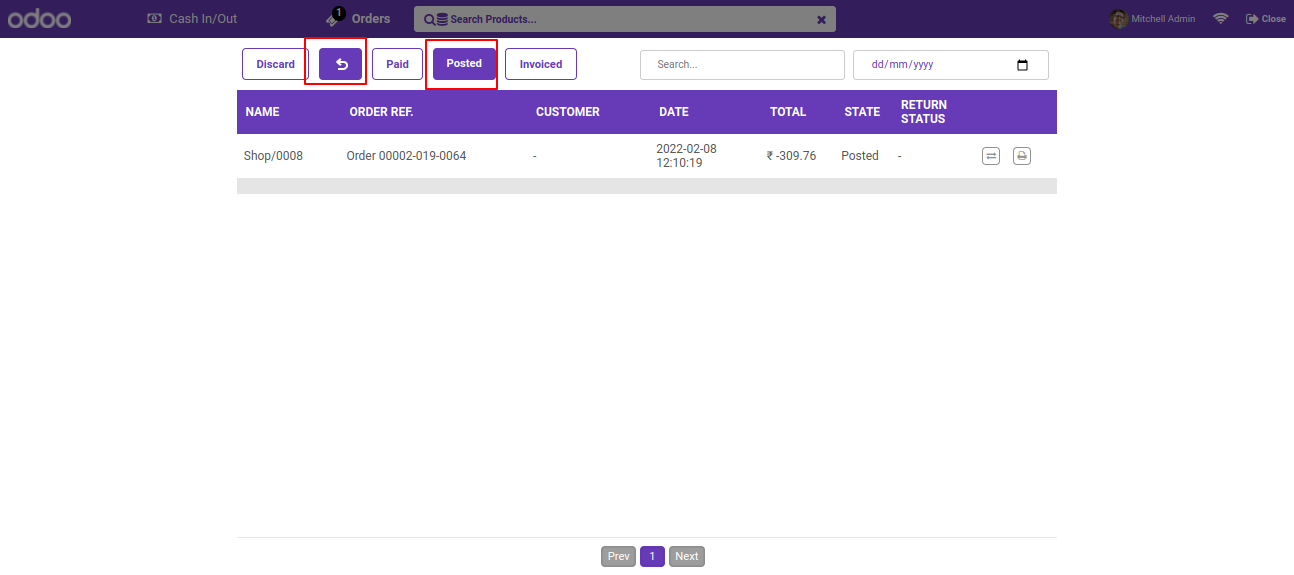 odoo Cash In/Out 1 Orders Search Products... Mitchell Admin Close
Discard Paid Posted Invoiced Search... dd/mm/yyyy
NAME ORDER REF. CUSTOMER DATE TOTAL STATE RETURN STATUS
Shop/0008 Order 00002-019-0064 - 2022-02-08 12:10:19 ₹ -309.76 Posted -
Prev 1 Next